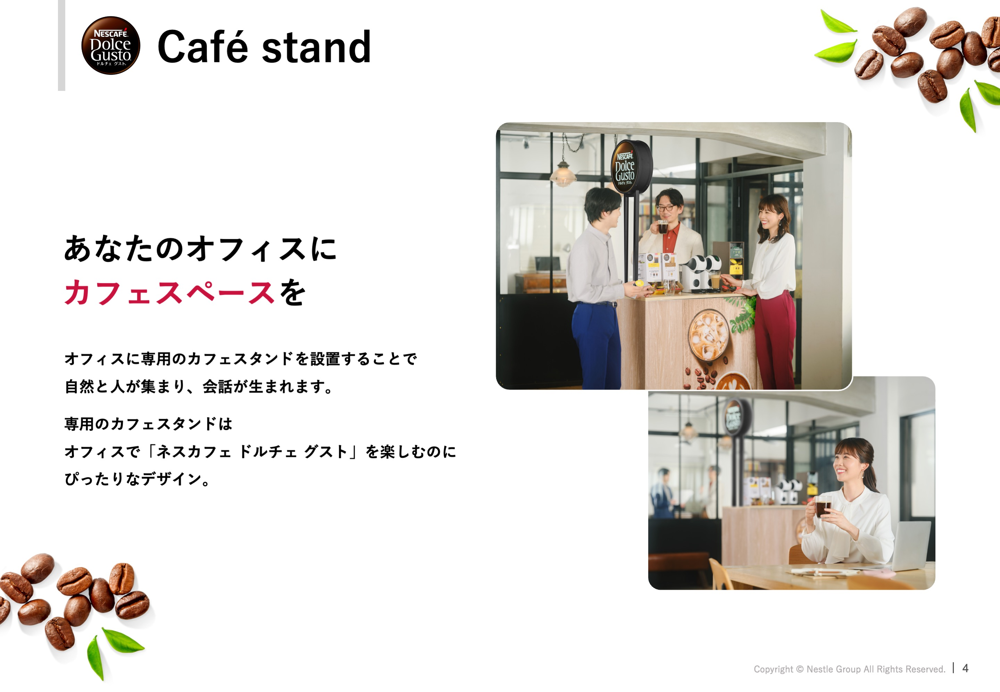 NESCAFÉ
Dolce
Gusto
ドルチェ グスト
Café stand
NESCAFÉ
Dolce
Gusto
ドルチェ グスト
あなたのオフィスに
カフェスペースを
オフィスに専用のカフェスタンドを設置することで
自然と人が集まり、会話が生まれます。
専用のカフェスタンドは
オフィスで「ネスカフェ ドルチェ グスト」を楽しむのに
ぴったりなデザイン。
Copyright © Nestle Group All Rights Reserved. | 4